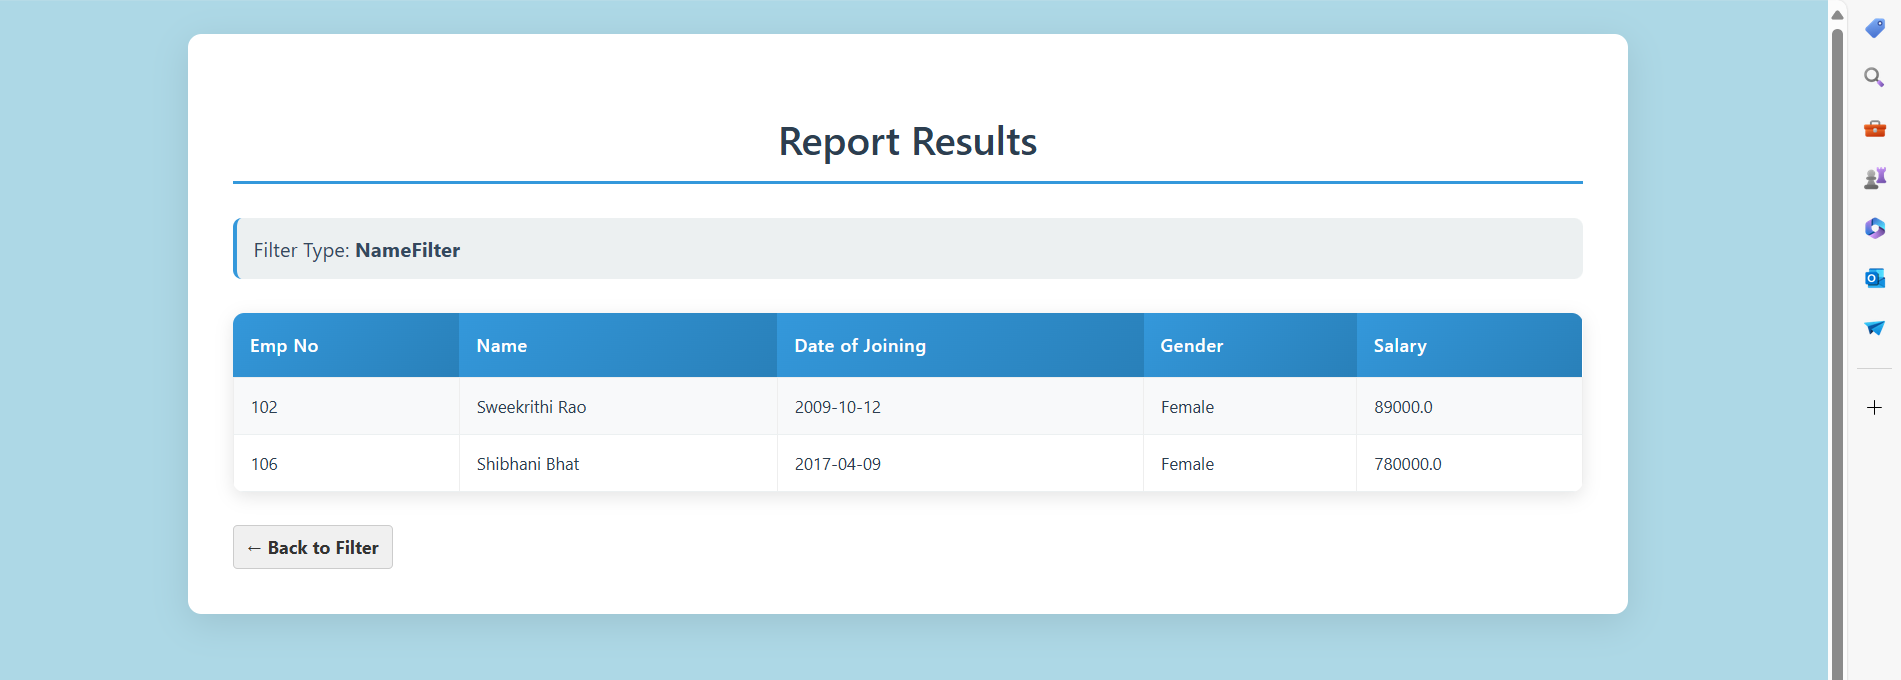 Report Results
Filter Type: NameFilter
Emp No Name Date of Joining Gender Salary
102 Sweekrithi Rao 2009-10-12 Female 89000.0
106 Shibhani Bhat 2017-04-09 Female 780000.0
← Back to Filter